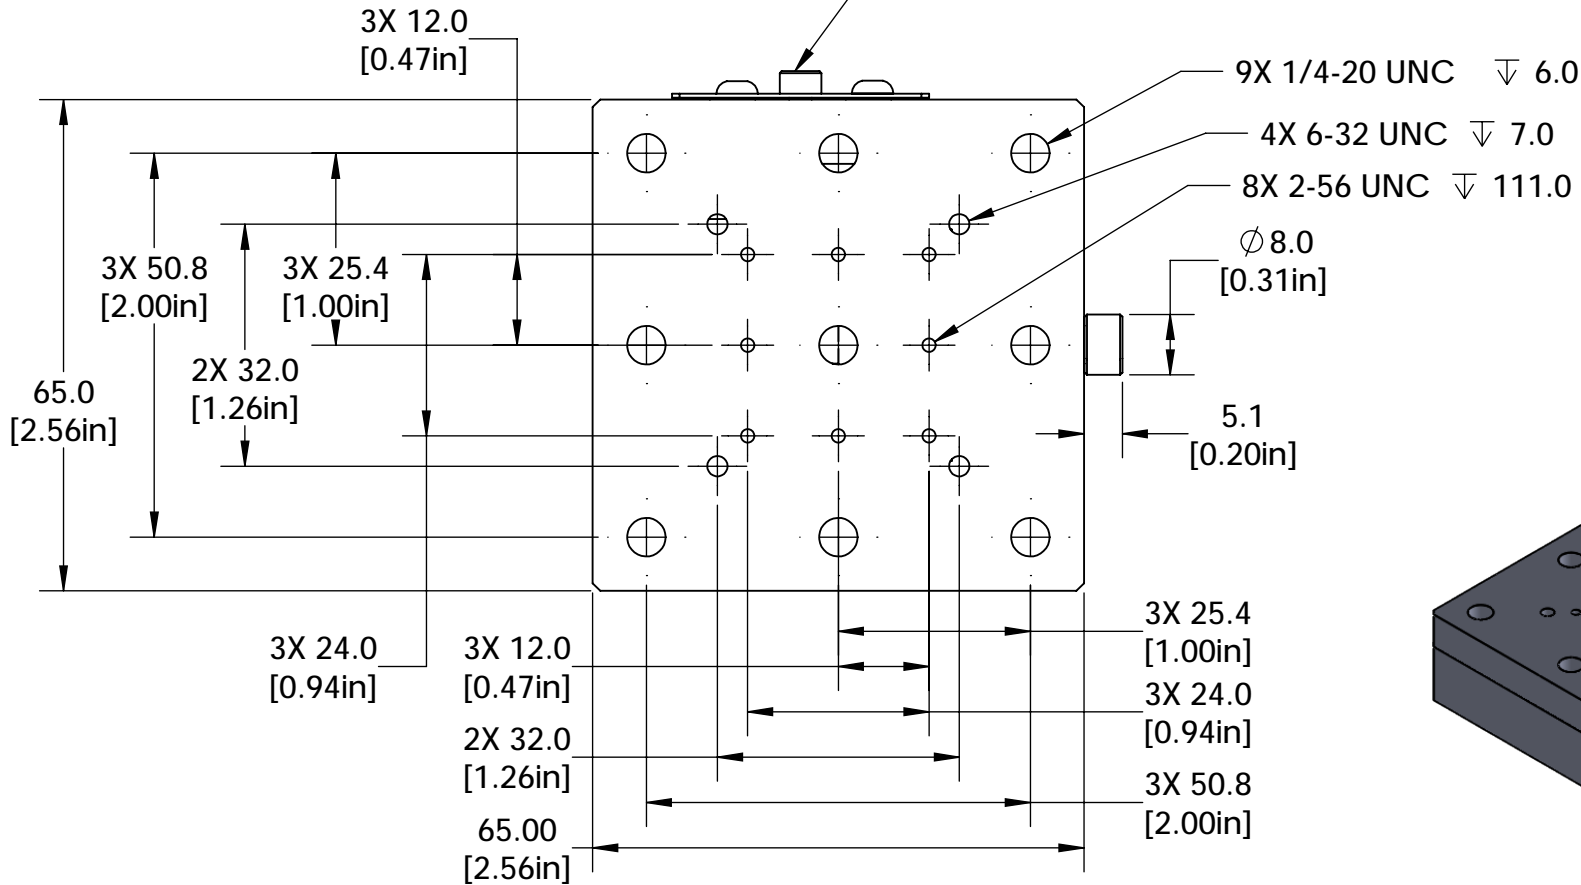 3X 12.0
[0.47in]
9X 1/4-20 UNC ↧ 6.0
4X 6-32 UNC ↧ 7.0
8X 2-56 UNC ↧ 111.0
⌀8.0
[0.31in]
3X 50.8
[2.00in]
3X 25.4
[1.00in]
2X 32.0
[1.26in]
65.0
[2.56in]
5.1
[0.20in]
3X 24.0
[0.94in]
3X 12.0
[0.47in]
3X 25.4
[1.00in]
3X 24.0
[0.94in]
2X 32.0
[1.26in]
3X 50.8
[2.00in]
65.00
[2.56in]